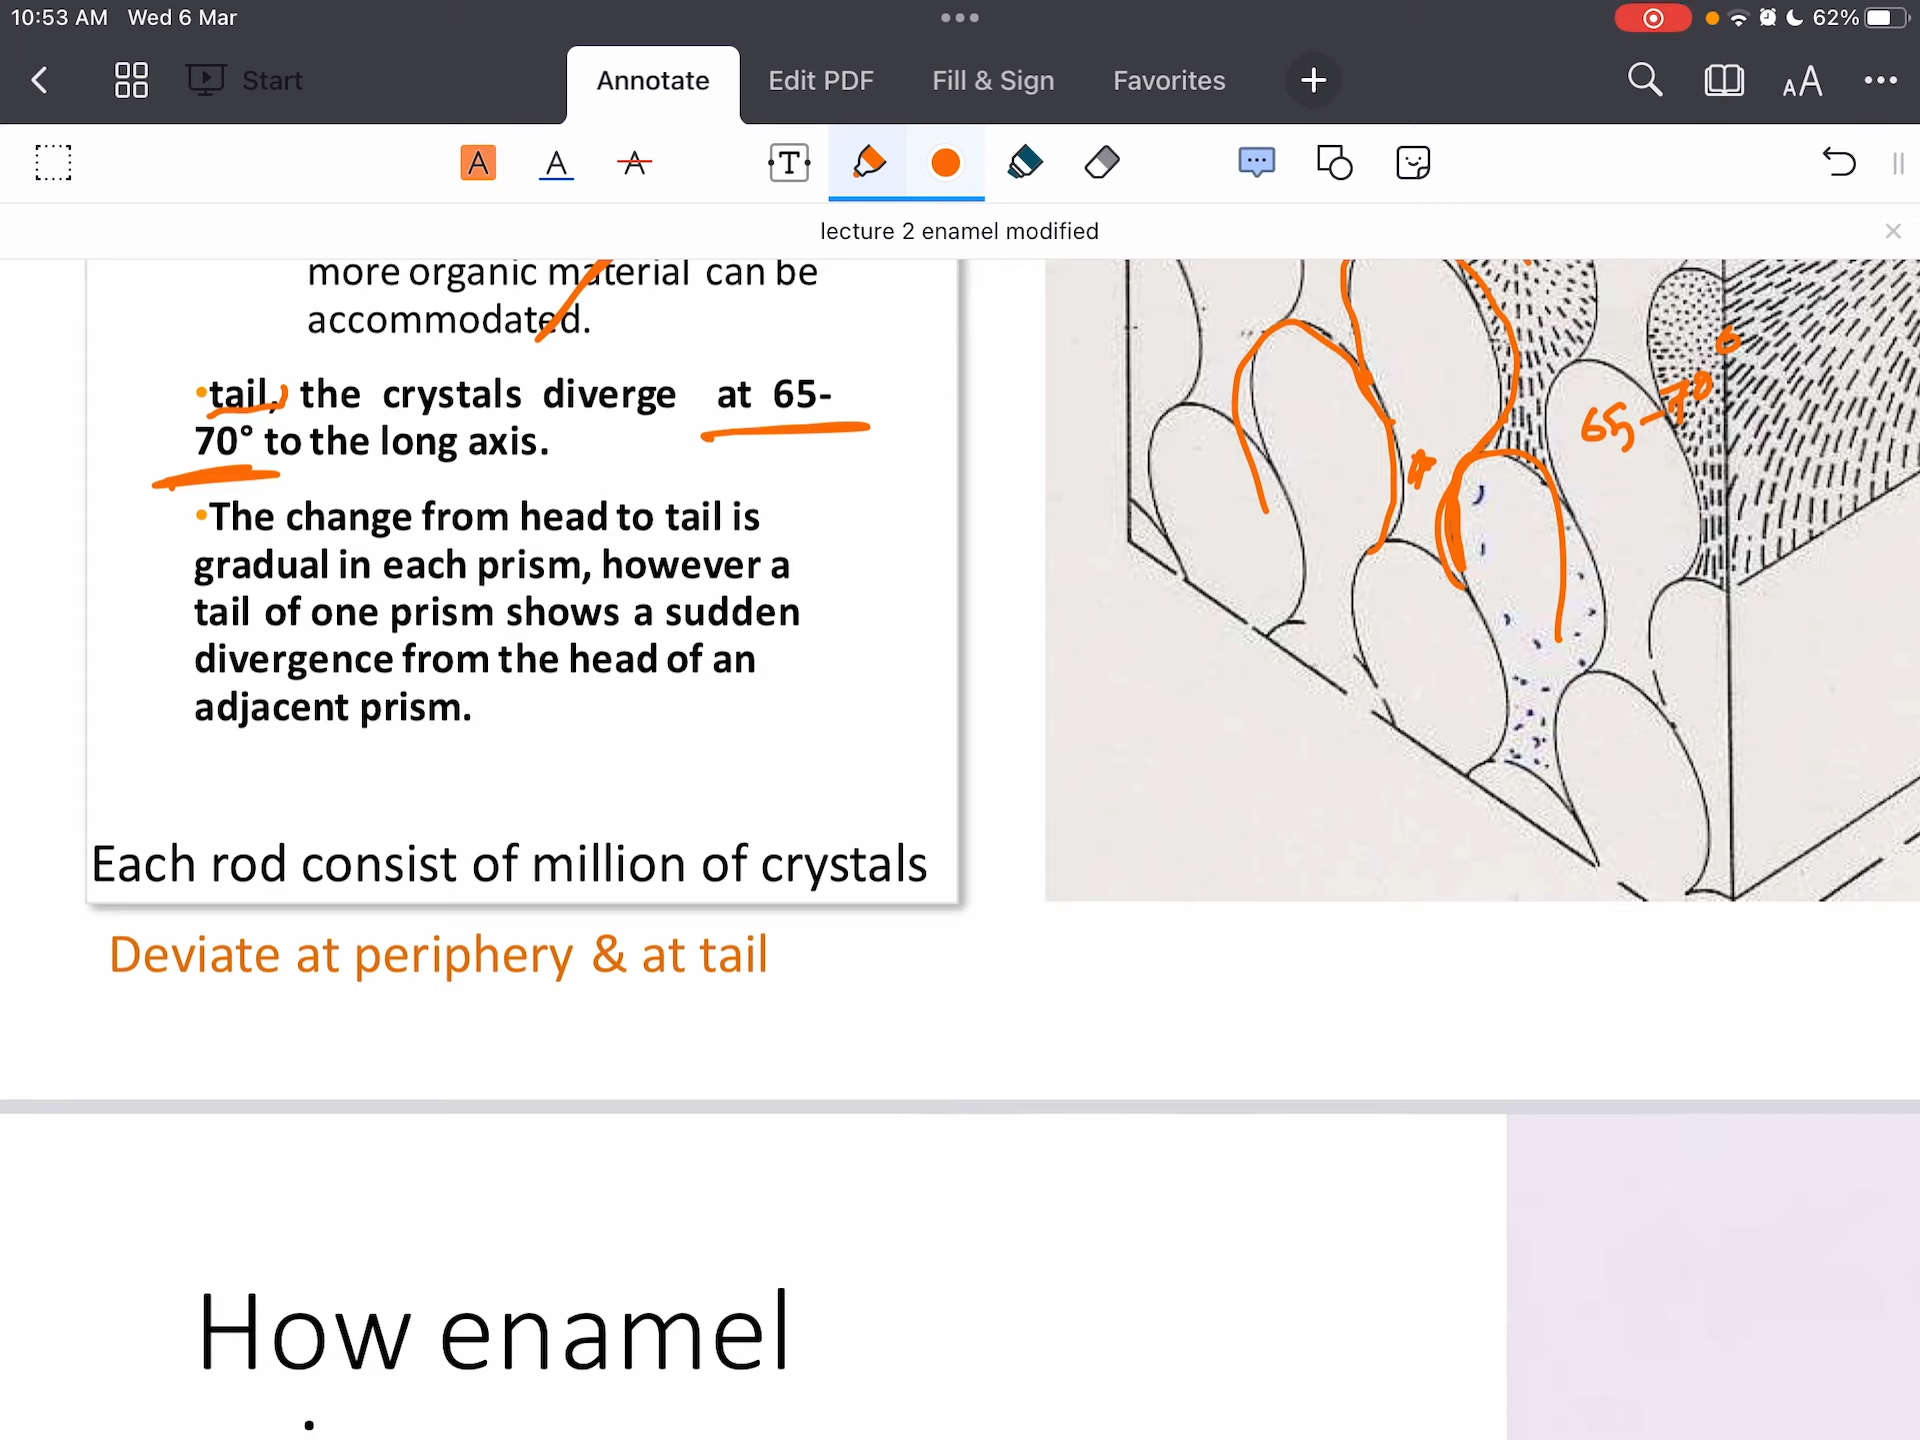 10:53 AM Wed 6 Mar
62%
Start
Annotate
Edit PDF
Fill & Sign
Favorites
AA
A A A T
lecture 2 enamel modified
more organic material can be
accommodated.
•tail, the crystals diverge at 65-
70° to the long axis.
•The change from head to tail is
gradual in each prism, however a
tail of one prism shows a sudden
divergence from the head of an
adjacent prism.
Each rod consist of million of crystals
Deviate at periphery & at tail
65-70
How enamel